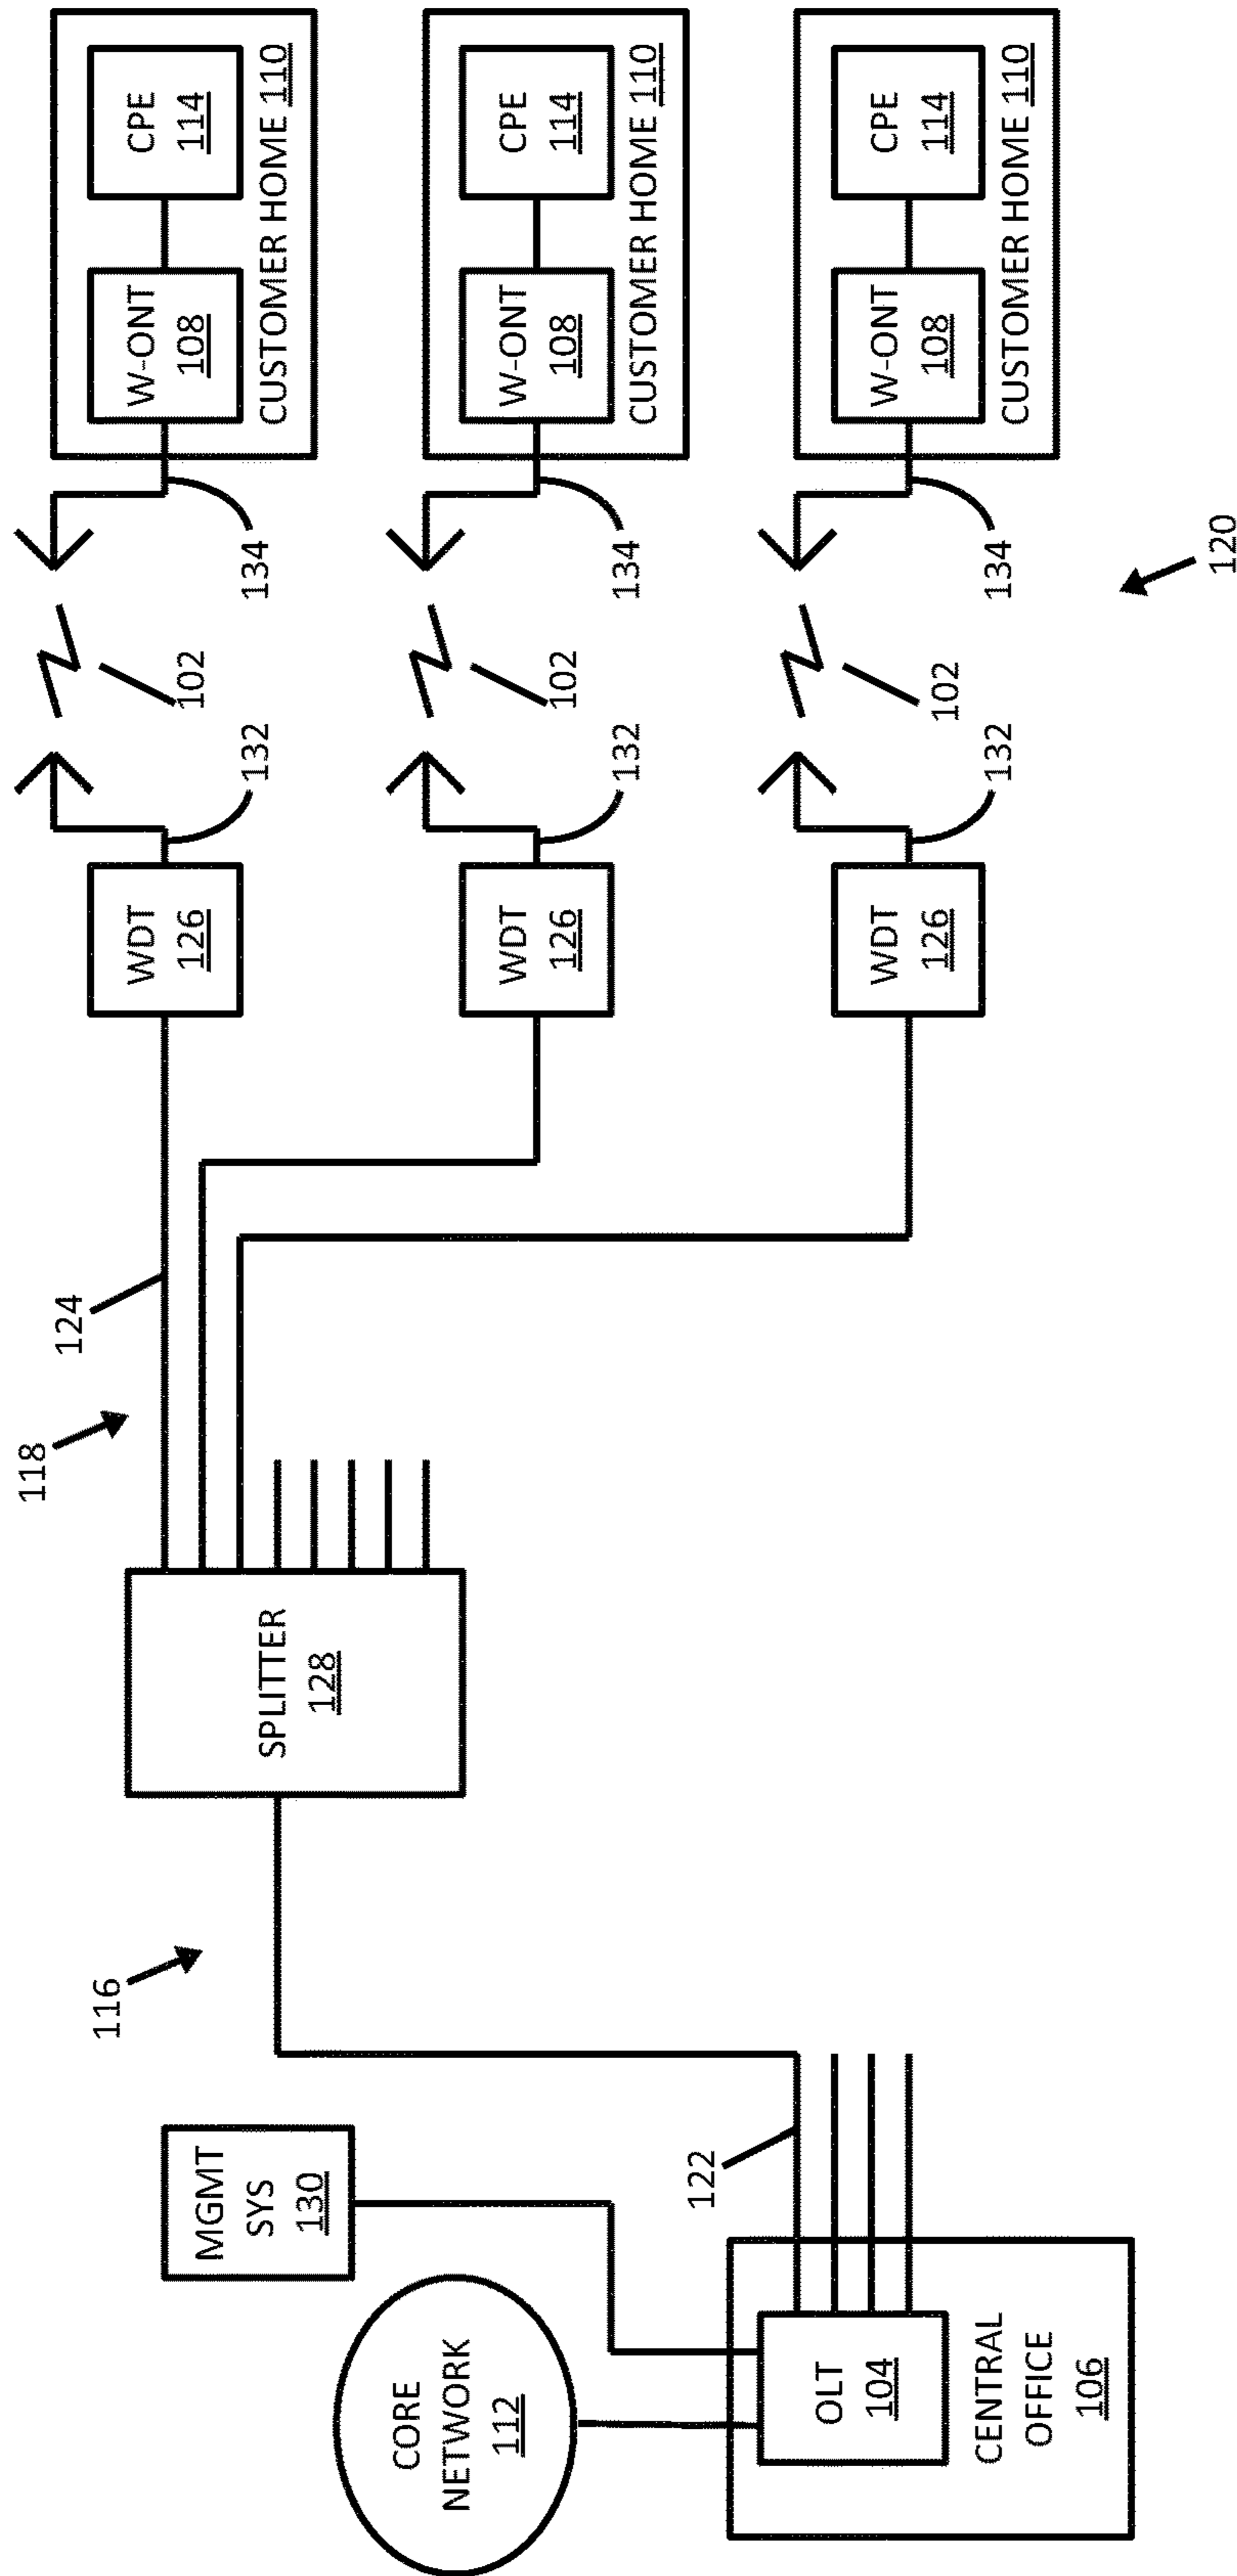 CORE
NETWORK
112
MGMT
SYS
130
OLT
104
CENTRAL
OFFICE
106
122
116
SPLITTER
128
118
124
WDT
126
132
102
134
W-ONT
108
CPE
114
CUSTOMER HOME 110
WDT
126
132
102
134
W-ONT
108
CPE
114
CUSTOMER HOME 110
WDT
126
132
102
134
W-ONT
108
CPE
114
CUSTOMER HOME 110
120